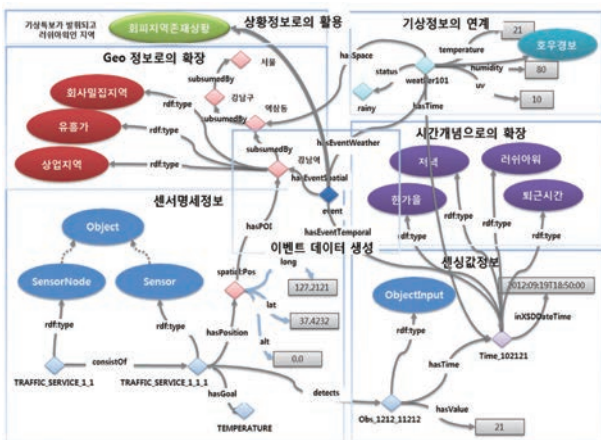 기상특보가 발휘되고
러쉬아워인 지역
회피지역존재상황
상황정보로의 활용
기상정보의 연계
temperature
21
호우경보
humidity
80
uv
10
status
rainy
weather101
hasSpace
hasTime
Geo 정보로의 확장
서울
subsumedBy
강남구
subsumedBy
역삼동
subsumedBy
강남역
회사밀집지역
rdf:type
유흥가
rdf:type
상업지역
rdf:type
hasEventWeather
hasEventSpatial
event
hasEventTemporal
시간개념으로의 확장
저녁
러쉬아워
한가을
퇴근시간
rdf:type
rdf:type
rdf:type
rdf:type
센서명세정보
Object
SensorNode
Sensor
rdf:type
rdf:type
consistOf
TRAFFIC_SERVICE_1_1
TRAFFIC_SERVICE_1_1_1
hasPOI
spatialPos
hasPosition
hasGoal
TEMPERATURE
이벤트 데이터 생성
long
127,2121
lat
37,4232
alt
0,0
detects
센싱값정보
ObjectInput
rdf:type
2012:09:19T18:50:00
inXSDDateTime
Time_102121
hasTime
Obs_1212_11212
hasValue
21